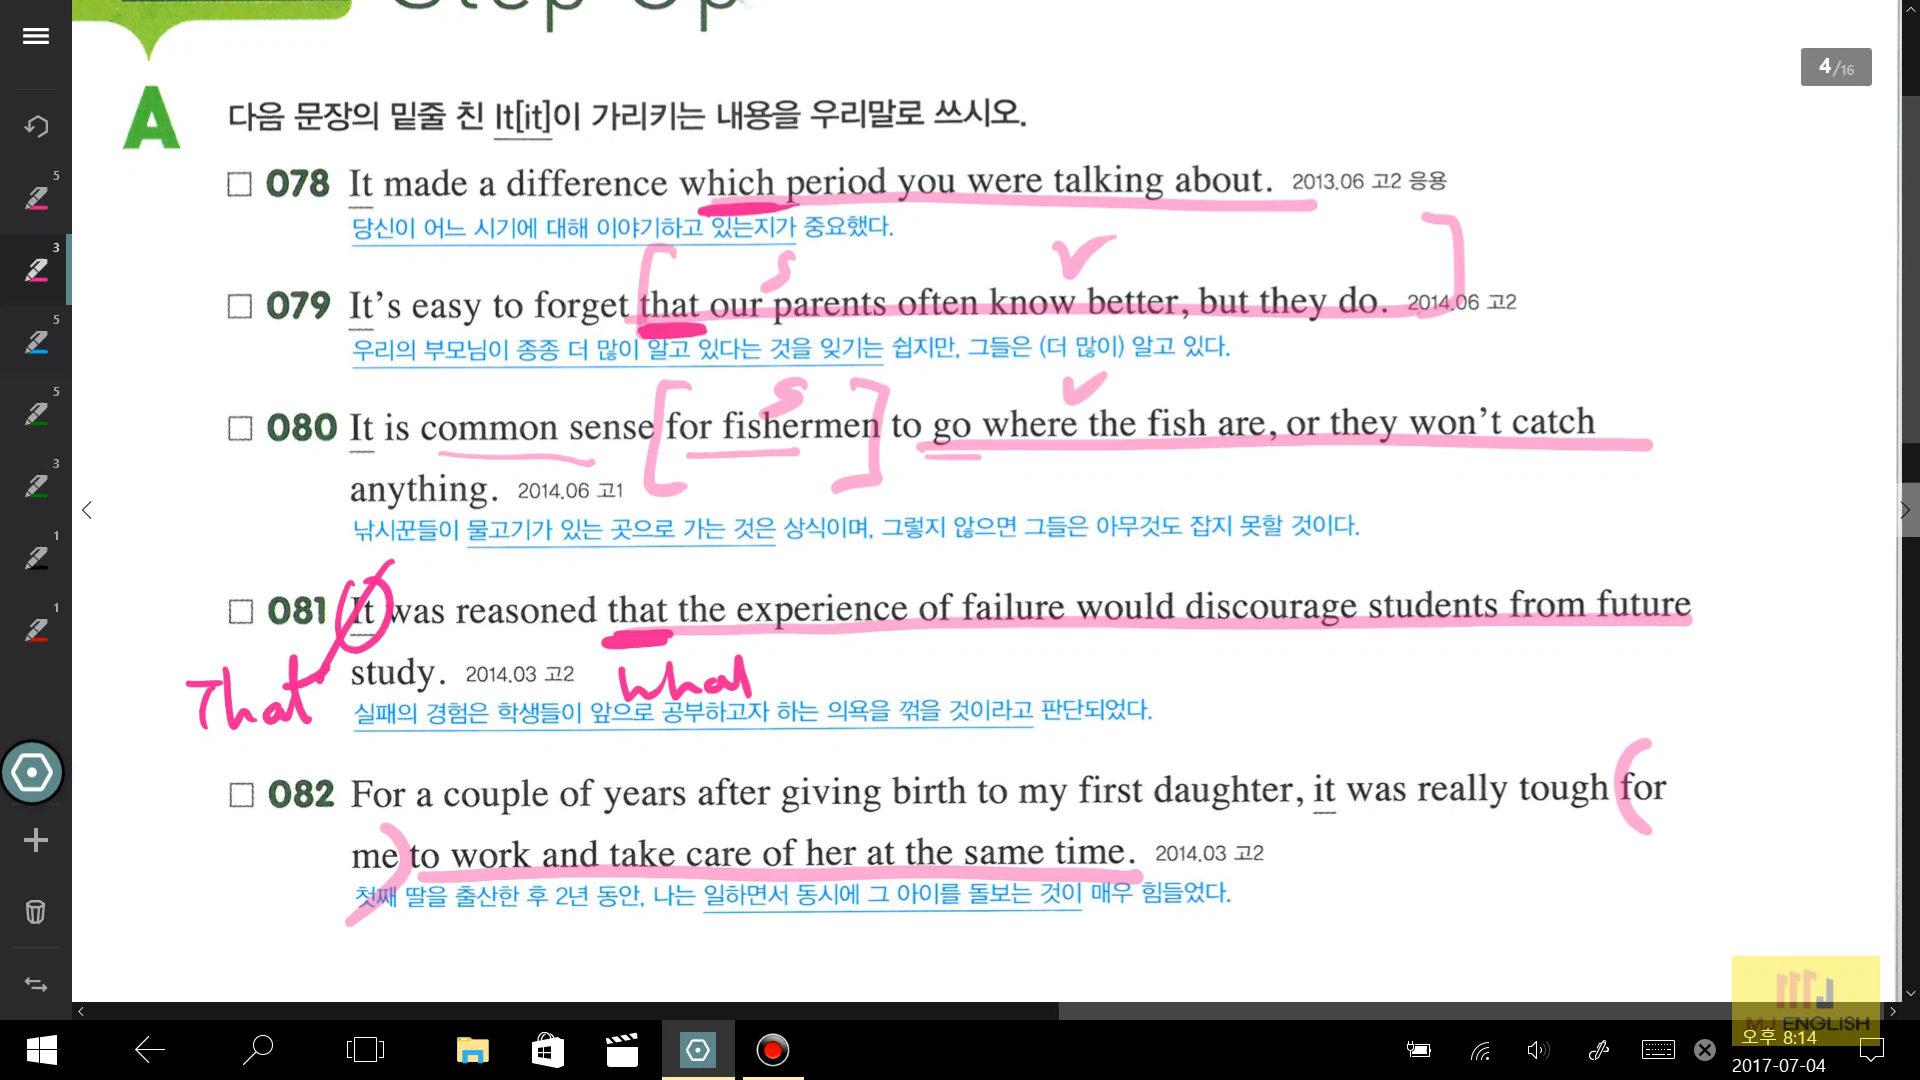 Step Up
4/16
A 다음 문장의 밑줄 친 It[it]이 가리키는 내용을 우리말로 쓰시오.
078 It made a difference which period you were talking about. 2013.06 고2 응용
당신이 어느 시기에 대해 이야기하고 있는지가 중요했다.
S V
079 It's easy to forget that our parents often know better, but they do. 2014.06 고2
우리의 부모님이 종종 더 많이 알고 있다는 것을 잊기는 쉽지만, 그들은 (더 많이) 알고 있다.
S V
080 It is common sense for fishermen to go where the fish are, or they won't catch
anything. 2014.06 고1
낚시꾼들이 물고기가 있는 곳으로 가는 것은 상식이며, 그렇지 않으면 그들은 아무것도 잡지 못할 것이다.
081 It was reasoned that the experience of failure would discourage students from future
study. 2014.03 고2
That what
실패의 경험은 학생들이 앞으로 공부하고자 하는 의욕을 꺾을 것이라고 판단되었다.
082 For a couple of years after giving birth to my first daughter, it was really tough (for
me) to work and take care of her at the same time. 2014.03 고2
첫째 딸을 출산한 후 2년 동안, 나는 일하면서 동시에 그 아이를 돌보는 것이 매우 힘들었다.
5
3
5
5
3
1
1
MJ ENGLISH
오후 8:14
2017-07-04